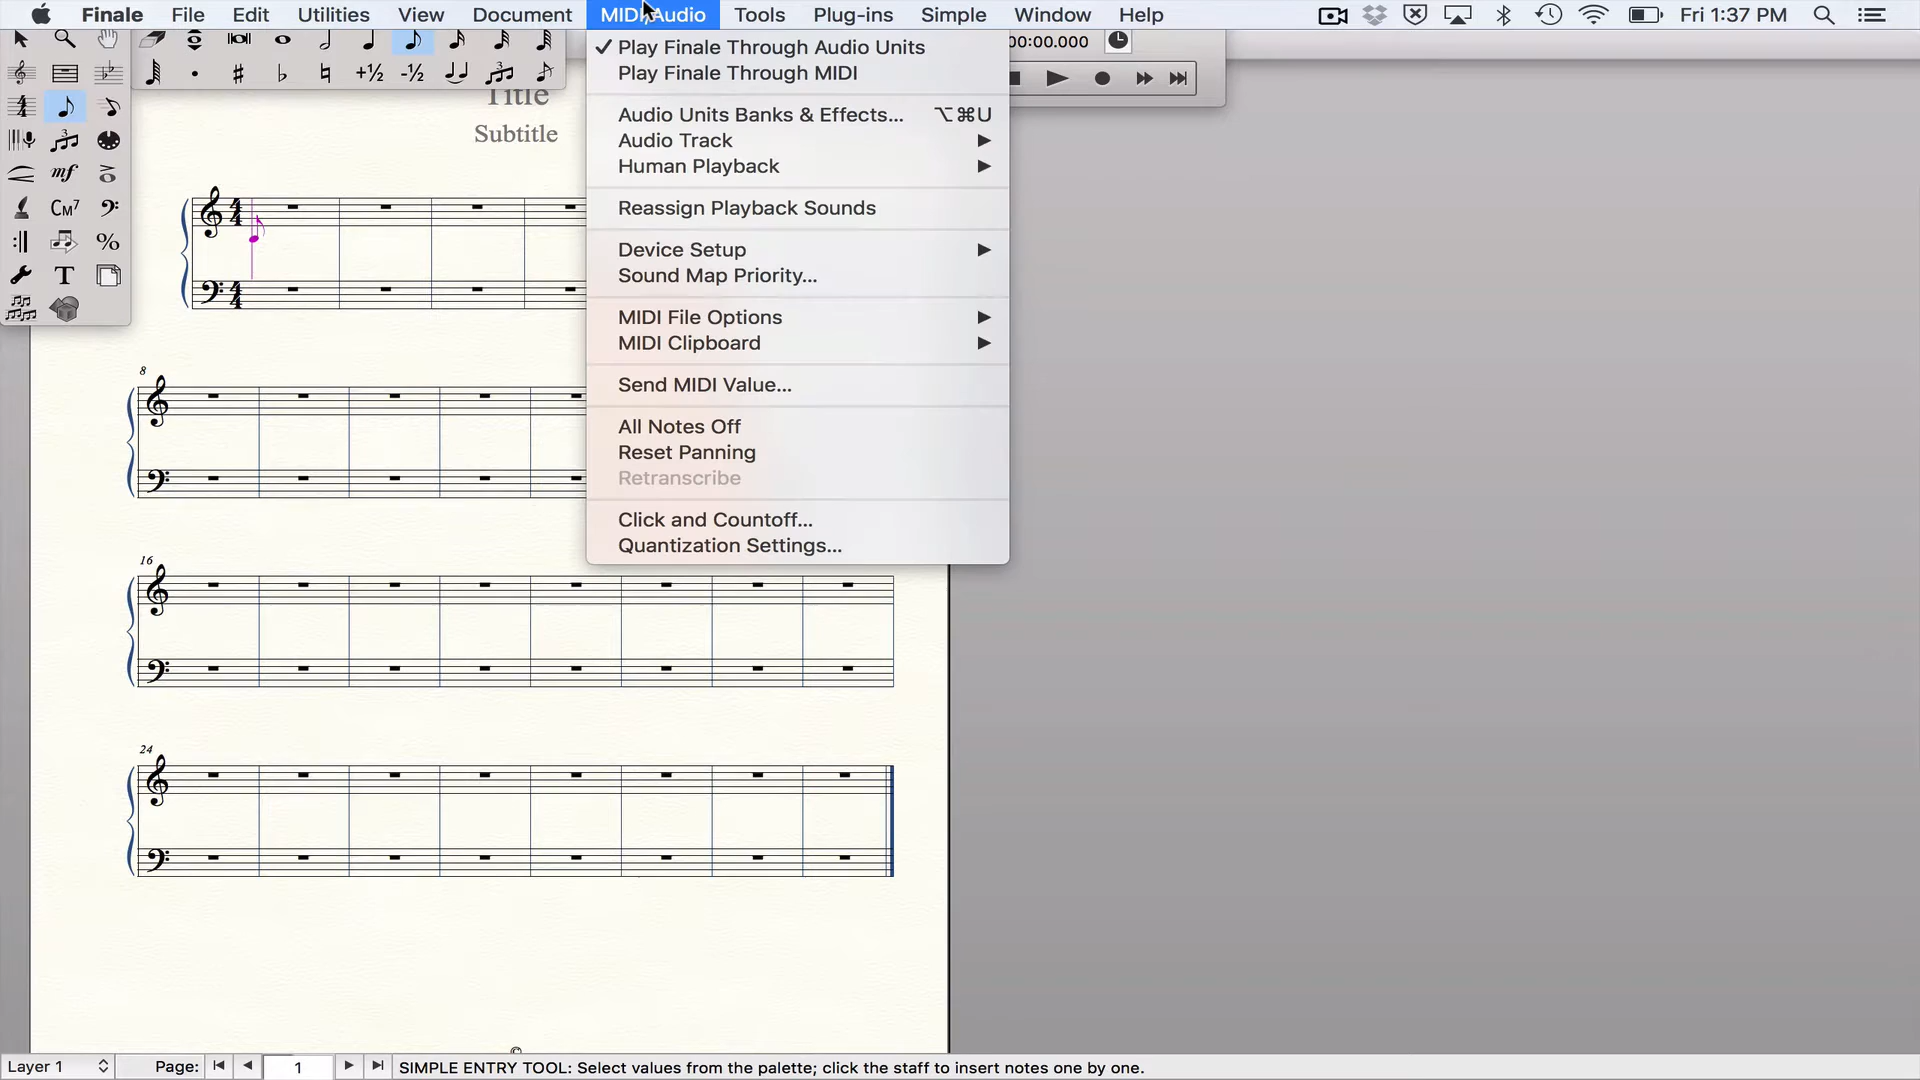 Finale File Edit Utilities View Document MIDI/Audio Tools Plug-ins Simple Window Help Fri 1:37 PM
Play Finale Through Audio Units
Play Finale Through MIDI
Audio Units Banks & Effects... ⌥⌘U
Audio Track
Human Playback
Reassign Playback Sounds
Device Setup
Sound Map Priority...
MIDI File Options
MIDI Clipboard
Send MIDI Value...
All Notes Off
Reset Panning
Retranscribe
Click and Countoff...
Quantization Settings...
00:00.000
+½ -½
mf
CM7
%
T
Title
Subtitle
8
16
24
©
Layer 1 Page: 1 SIMPLE ENTRY TOOL: Select values from the palette; click the staff to insert notes one by one.